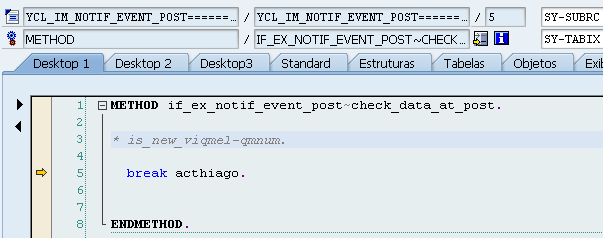 YCL_IM_NOTIF_EVENT_POST======... / YCL_IM_NOTIF_EVENT_POST======... / 5 SY-SUBRC
METHOD / IF_EX_NOTIF_EVENT_POST~CHECK... SY-TABIX
Desktop 1 Desktop 2 Desktop3 Standard Estruturas Tabelas Objetos Exib
1 METHOD if_ex_notif_event_post~check_data_at_post.
2
3 * is_new_viqmel-qmnum.
4
5 break acthiago.
6
7
8 ENDMETHOD.